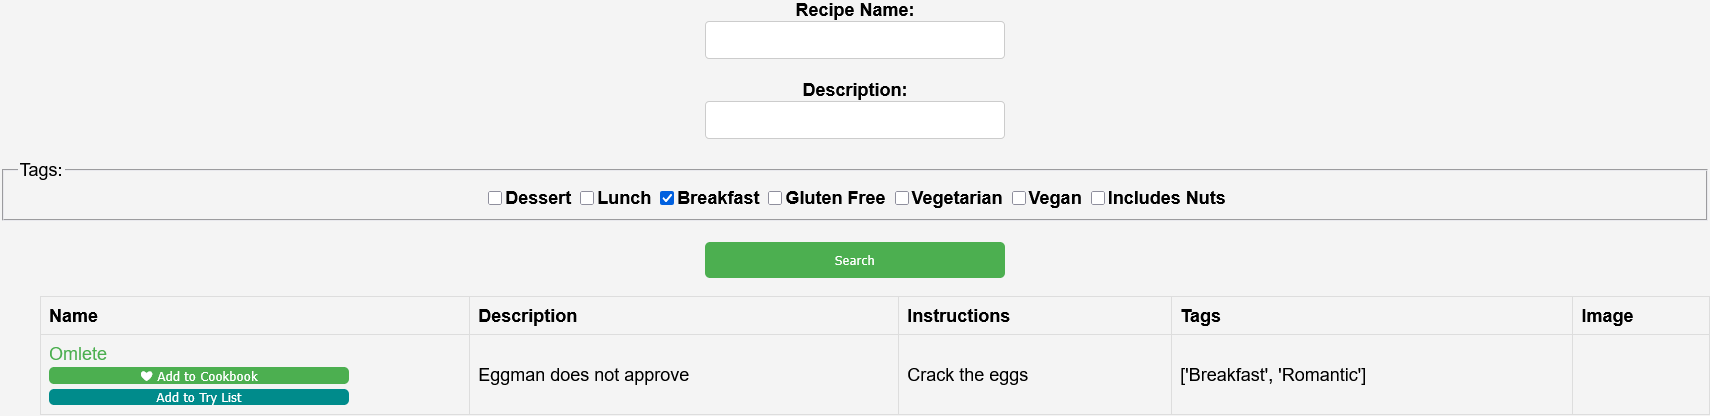 Recipe Name:
Description:
Tags:
Dessert Lunch Breakfast Gluten Free Vegetarian Vegan Includes Nuts
Search
Name Description Instructions Tags Image
Omlete
Add to Cookbook
Add to Try List
Eggman does not approve
Crack the eggs
['Breakfast', 'Romantic']